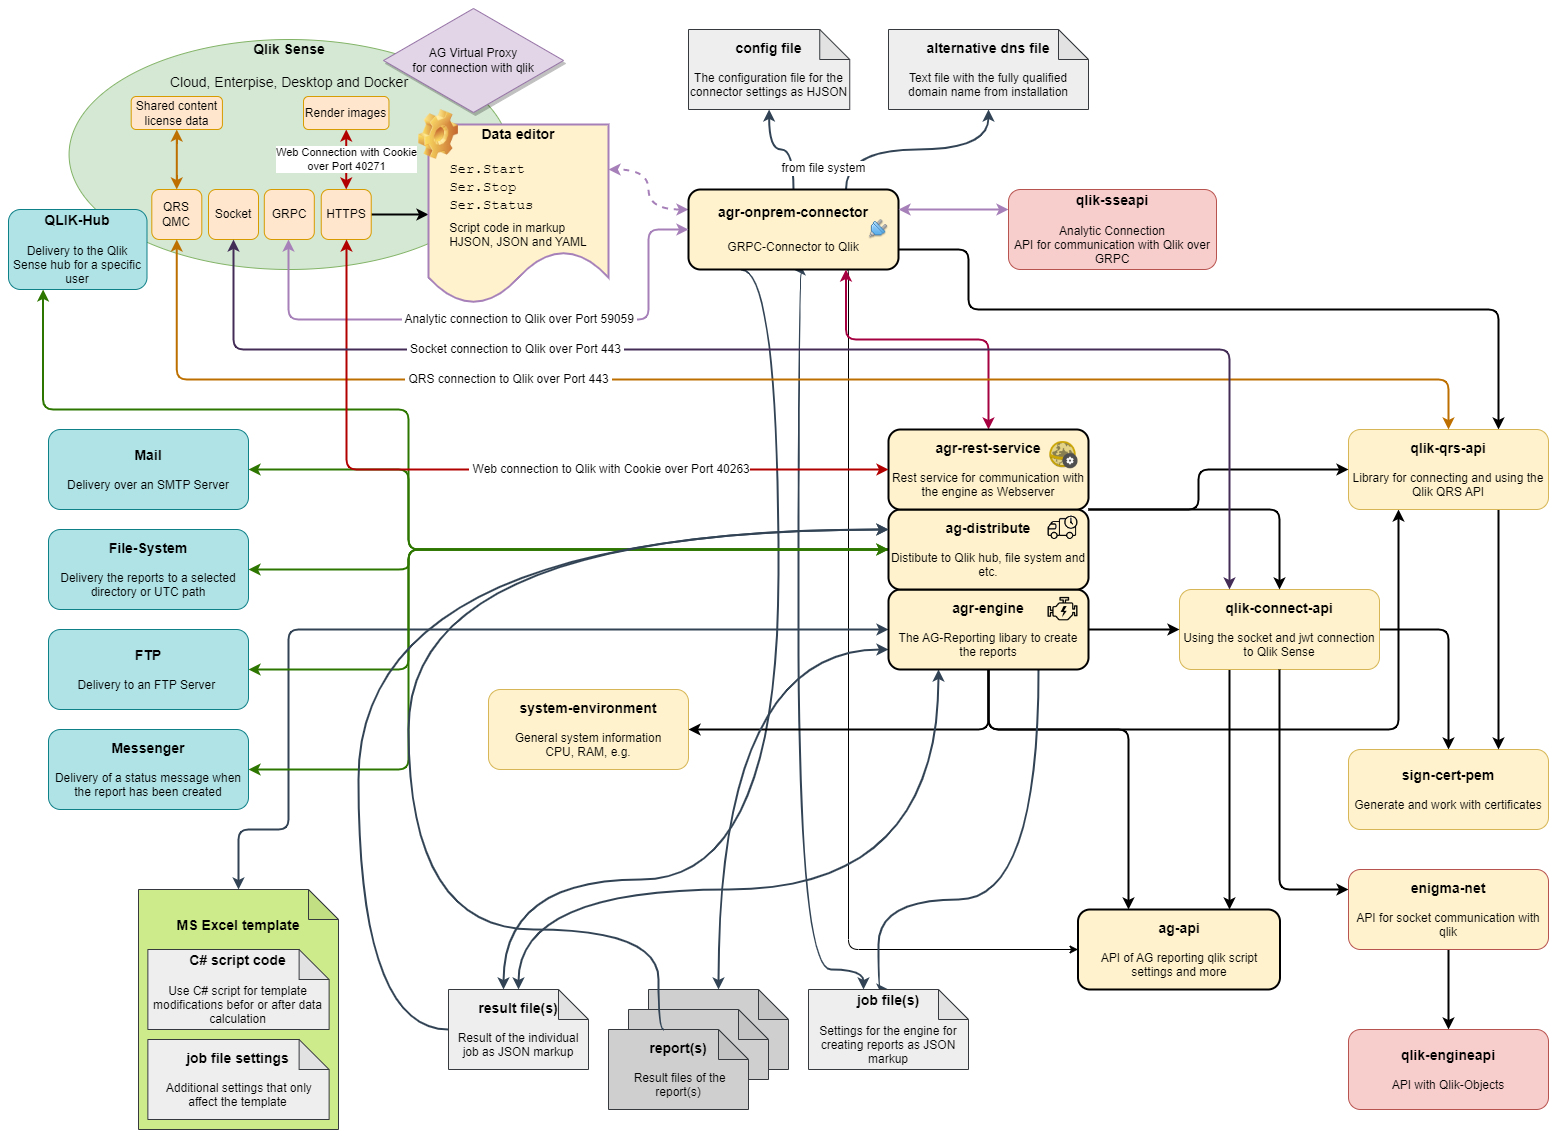 Qlik Sense
Cloud, Enterpise, Desktop and Docker
AG Virtual Proxy
for connection with qlik
Shared content
license data
Render images
Web Connection with Cookie
over Port 40271
QRS
QMC
Socket
GRPC
HTTPS
QLIK-Hub
Delivery to the Qlik
Sense hub for a specific
user
Data editor
Ser.Start
Ser.Stop
Ser.Status
Script code in markup
HJSON, JSON and YAML
config file
The configuration file for the
connector settings as HJSON
alternative dns file
Text file with the fully qualified
domain name from installation
from file system
agr-onprem-connector
GRPC-Connector to Qlik
qlik-sseapi
Analytic Connection
API for communication with Qlik over
GRPC
Analytic connection to Qlik over Port 59059
Socket connection to Qlik over Port 443
QRS connection to Qlik over Port 443
Web connection to Qlik with Cookie over Port 40263
Mail
Delivery over an SMTP Server
File-System
Delivery the reports to a selected
directory or UTC path
FTP
Delivery to an FTP Server
Messenger
Delivery of a status message when
the report has been created
agr-rest-service
Rest service for communication with
the engine as Webserver
ag-distribute
Distibute to Qlik hub, file system and
etc.
agr-engine
The AG-Reporting libary to create
the reports
qlik-qrs-api
Library for connecting and using the
Qlik QRS API
qlik-connect-api
Using the socket and jwt connection
to Qlik Sense
system-environment
General system information
CPU, RAM, e.g.
sign-cert-pem
Generate and work with certificates
enigma-net
API for socket communication with
qlik
ag-api
API of AG reporting qlik script
settings and more
qlik-engineapi
API with Qlik-Objects
MS Excel template
C# script code
Use C# script for template
modifications befor or after data
calculation
job file settings
Additional settings that only
affect the template
result file(s)
Result of the individual
job as JSON markup
report(s)
Result files of the
report(s)
job file(s)
Settings for the engine for
creating reports as JSON
markup